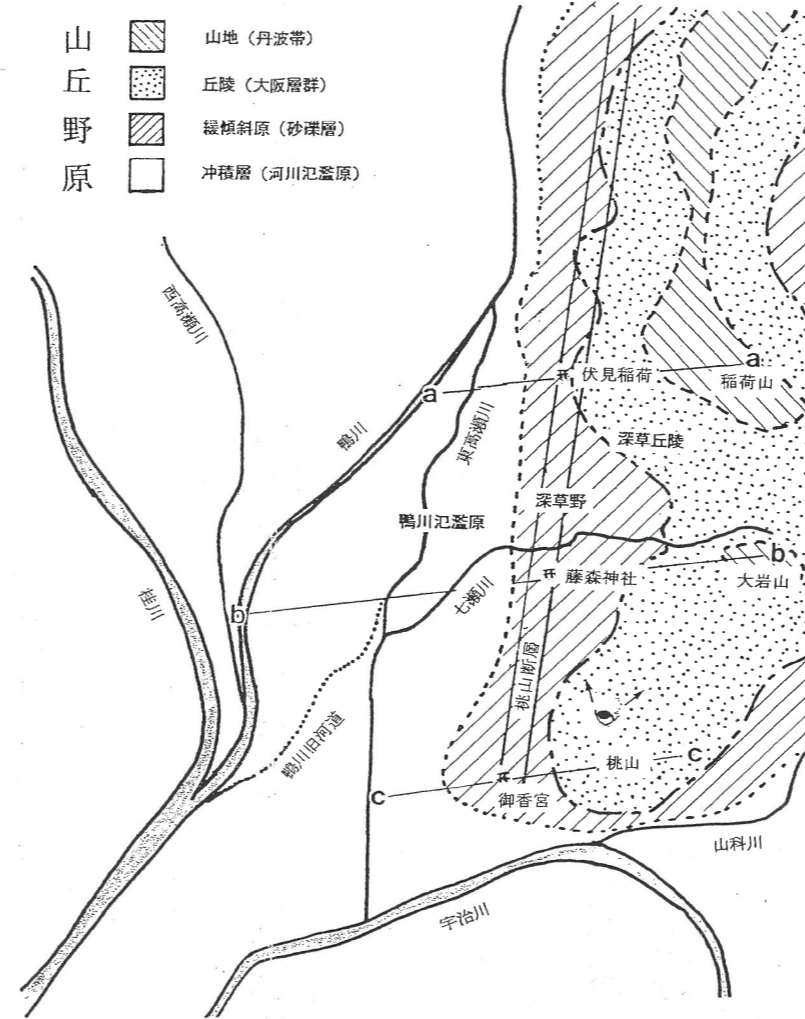 山 山地（丹波帯）
丘 丘陵（大阪層群）
野 緩傾斜原（砂礫層）
原 冲積層（河川氾濫原）
西高瀬川
a
伏見稲荷
a
稲荷山
鴨川
東高瀬川
深草丘陵
深草野
鴨川氾濫原
b
藤森神社
大岩山
七瀬川
桂川
b
桃山断層
鴨川旧河道
桃山
c
c
御香宮
山科川
宇治川